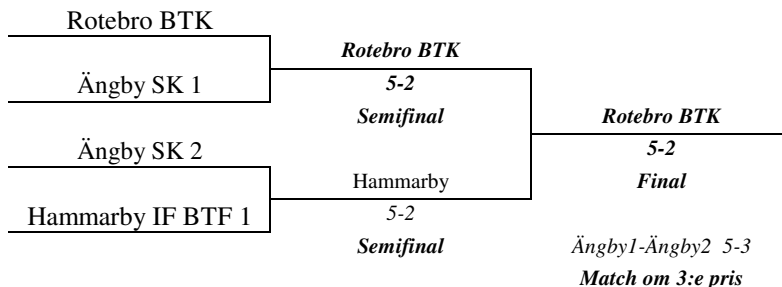 Rotebro BTK
Rotebro BTK
Ängby SK 1
5-2
Semifinal
Rotebro BTK
Ängby SK 2
5-2
Hammarby
Final
Hammarby IF BTF 1
5-2
Semifinal
Ängby1-Ängby2 5-3
Match om 3:e pris